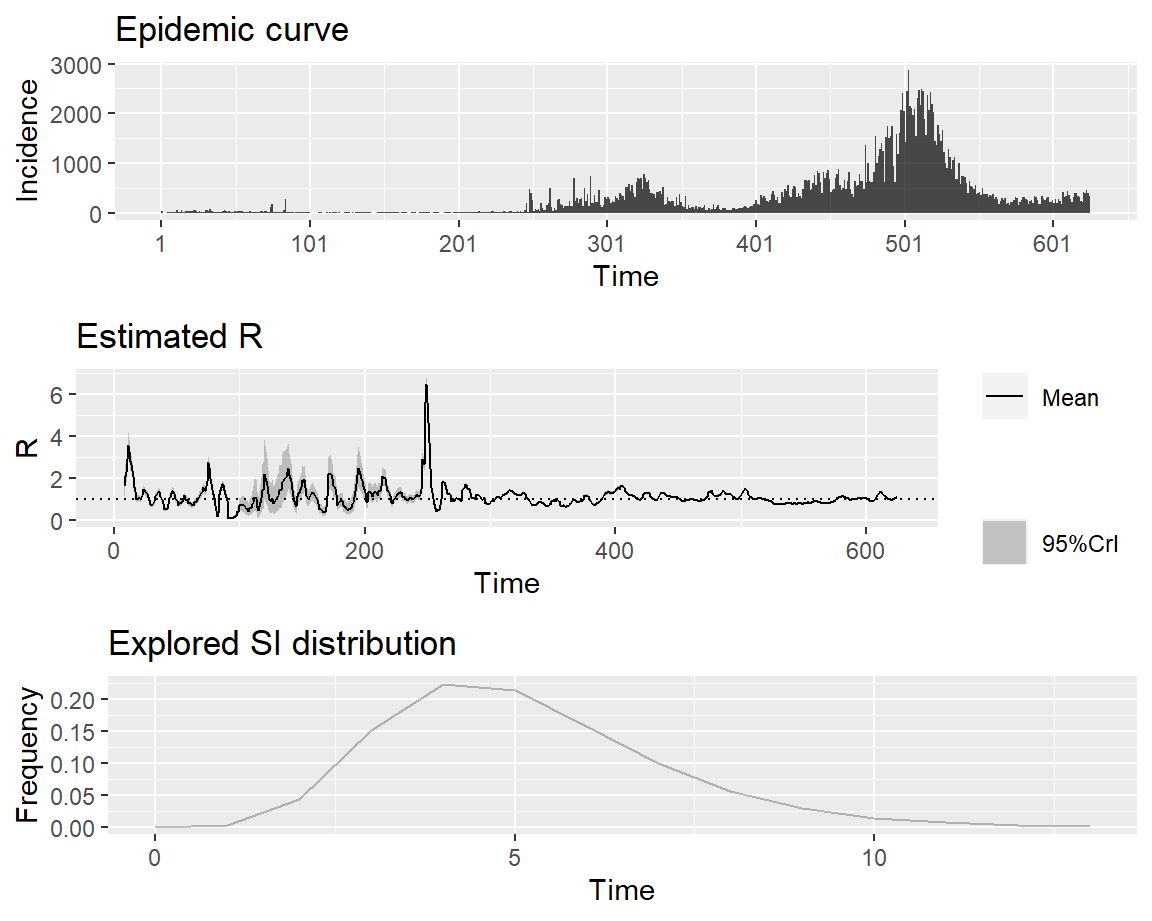 Epidemic curve
Incidence
3000
2000
1000
0
1 101 201 301 401 501 601
Time
Estimated R
R
6
4
2
0
0 200 400 600
Time
Mean
95%CrI
Explored SI distribution
Frequency
0.20
0.15
0.10
0.05
0.00
0 5 10
Time